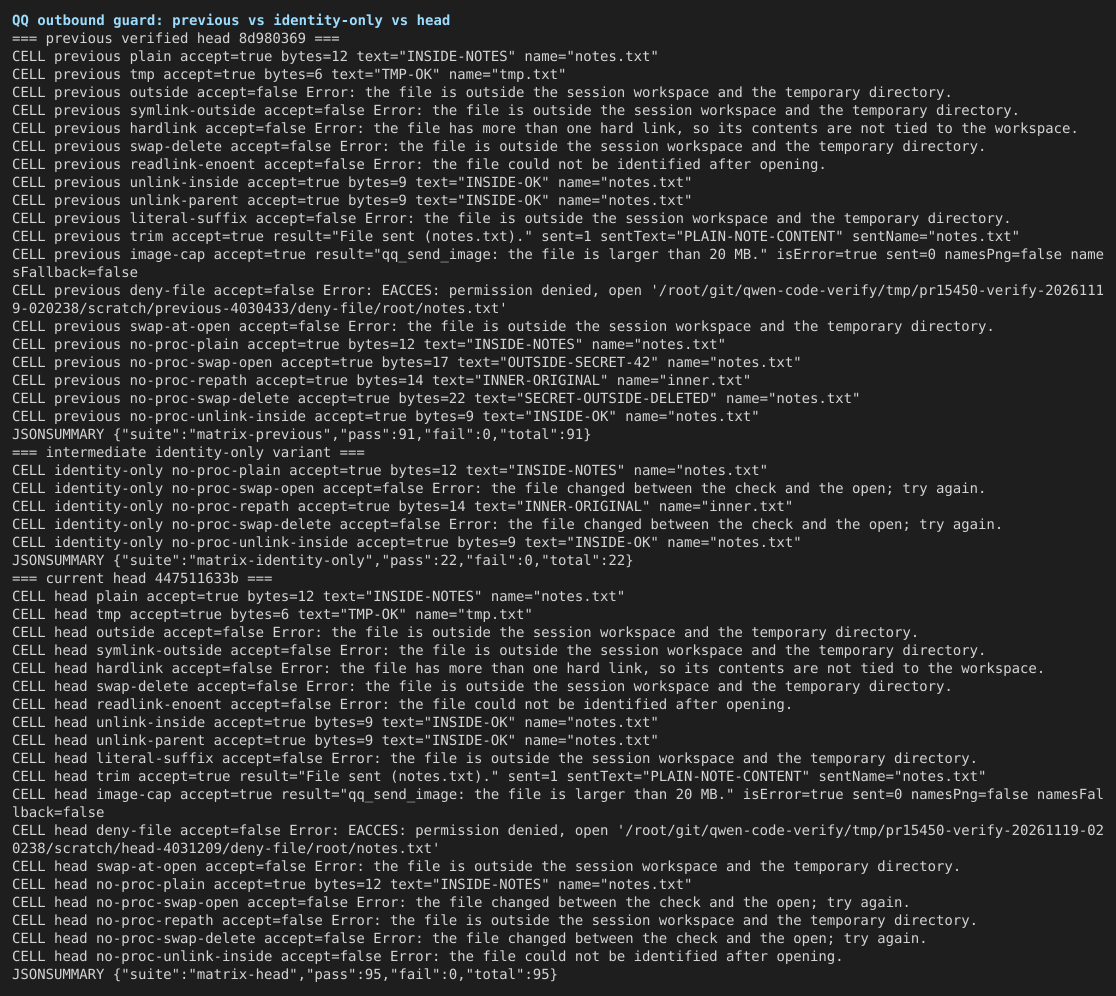 QQ outbound guard: previous vs identity-only vs head
=== previous verified head 8d980369 ===
CELL previous plain accept=true bytes=12 text="INSIDE-NOTES" name="notes.txt"
CELL previous tmp accept=true bytes=6 text="TMP-OK" name="tmp.txt"
CELL previous outside accept=false Error: the file is outside the session workspace and the temporary directory.
CELL previous symlink-outside accept=false Error: the file is outside the session workspace and the temporary directory.
CELL previous hardlink accept=false Error: the file has more than one hard link, so its contents are not tied to the workspace.
CELL previous swap-delete accept=false Error: the file is outside the session workspace and the temporary directory.
CELL previous readlink-enoent accept=false Error: the file could not be identified after opening.
CELL previous unlink-inside accept=true bytes=9 text="INSIDE-OK" name="notes.txt"
CELL previous unlink-parent accept=true bytes=9 text="INSIDE-OK" name="notes.txt"
CELL previous literal-suffix accept=false Error: the file is outside the session workspace and the temporary directory.
CELL previous trim accept=true result="File sent (notes.txt)." sent=1 sentText="PLAIN-NOTE-CONTENT" sentName="notes.txt"
CELL previous image-cap accept=true result="qq_send_image: the file is larger than 20 MB." isError=true sent=0 namesPng=false name
sFallback=false
CELL previous deny-file accept=false Error: EACCES: permission denied, open '/root/git/qwen-code-verify/tmp/pr15450-verify-2026111
9-020238/scratch/previous-4030433/deny-file/root/notes.txt'
CELL previous swap-at-open accept=false Error: the file is outside the session workspace and the temporary directory.
CELL previous no-proc-plain accept=true bytes=12 text="INSIDE-NOTES" name="notes.txt"
CELL previous no-proc-swap-open accept=true bytes=17 text="OUTSIDE-SECRET-42" name="notes.txt"
CELL previous no-proc-repath accept=true bytes=14 text="INNER-ORIGINAL" name="inner.txt"
CELL previous no-proc-swap-delete accept=true bytes=22 text="SECRET-OUTSIDE-DELETED" name="notes.txt"
CELL previous no-proc-unlink-inside accept=true bytes=9 text="INSIDE-OK" name="notes.txt"
JSONSUMMARY {"suite":"matrix-previous","pass":91,"fail":0,"total":91}
=== intermediate identity-only variant ===
CELL identity-only no-proc-plain accept=true bytes=12 text="INSIDE-NOTES" name="notes.txt"
CELL identity-only no-proc-swap-open accept=false Error: the file changed between the check and the open; try again.
CELL identity-only no-proc-repath accept=true bytes=14 text="INNER-ORIGINAL" name="inner.txt"
CELL identity-only no-proc-swap-delete accept=false Error: the file changed between the check and the open; try again.
CELL identity-only no-proc-unlink-inside accept=true bytes=9 text="INSIDE-OK" name="notes.txt"
JSONSUMMARY {"suite":"matrix-identity-only","pass":22,"fail":0,"total":22}
=== current head 447511633b ===
CELL head plain accept=true bytes=12 text="INSIDE-NOTES" name="notes.txt"
CELL head tmp accept=true bytes=6 text="TMP-OK" name="tmp.txt"
CELL head outside accept=false Error: the file is outside the session workspace and the temporary directory.
CELL head symlink-outside accept=false Error: the file is outside the session workspace and the temporary directory.
CELL head hardlink accept=false Error: the file has more than one hard link, so its contents are not tied to the workspace.
CELL head swap-delete accept=false Error: the file is outside the session workspace and the temporary directory.
CELL head readlink-enoent accept=false Error: the file could not be identified after opening.
CELL head unlink-inside accept=true bytes=9 text="INSIDE-OK" name="notes.txt"
CELL head unlink-parent accept=true bytes=9 text="INSIDE-OK" name="notes.txt"
CELL head literal-suffix accept=false Error: the file is outside the session workspace and the temporary directory.
CELL head trim accept=true result="File sent (notes.txt)." sent=1 sentText="PLAIN-NOTE-CONTENT" sentName="notes.txt"
CELL head image-cap accept=true result="qq_send_image: the file is larger than 20 MB." isError=true sent=0 namesPng=false namesFal
lback=false
CELL head deny-file accept=false Error: EACCES: permission denied, open '/root/git/qwen-code-verify/tmp/pr15450-verify-20261119-02
0238/scratch/head-4031209/deny-file/root/notes.txt'
CELL head swap-at-open accept=false Error: the file is outside the session workspace and the temporary directory.
CELL head no-proc-plain accept=true bytes=12 text="INSIDE-NOTES" name="notes.txt"
CELL head no-proc-swap-open accept=false Error: the file changed between the check and the open; try again.
CELL head no-proc-repath accept=false Error: the file is outside the session workspace and the temporary directory.
CELL head no-proc-swap-delete accept=false Error: the file changed between the check and the open; try again.
CELL head no-proc-unlink-inside accept=false Error: the file could not be identified after opening.
JSONSUMMARY {"suite":"matrix-head","pass":95,"fail":0,"total":95}